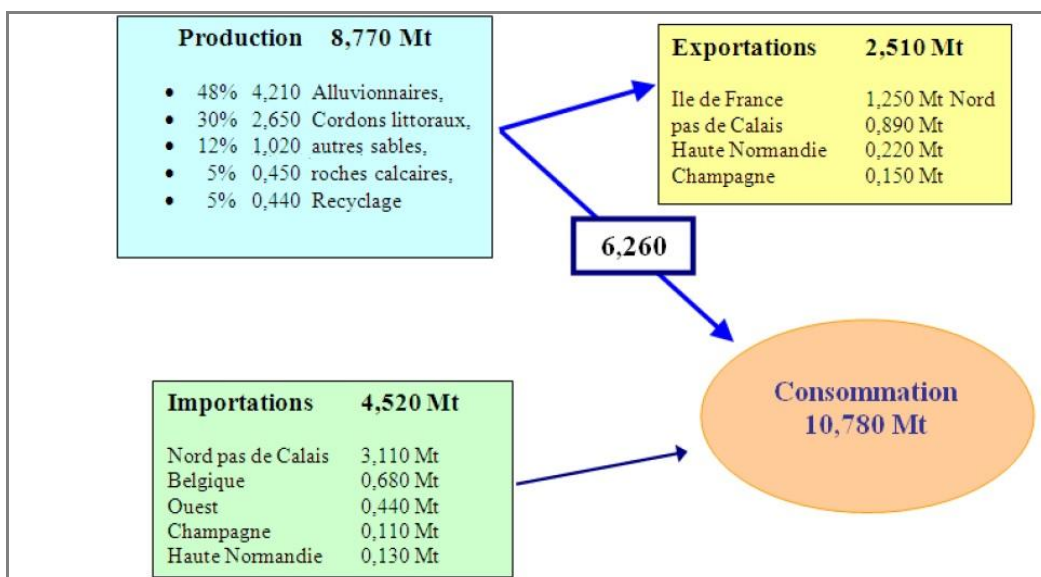 Production 8,770 Mt
• 48% 4,210 Alluvionnaires,
• 30% 2,650 Cordons littoraux,
• 12% 1,020 autres sables,
• 5% 0,450 roches calcaires,
• 5% 0,440 Recyclage
Exportations 2,510 Mt
Ile de France 1,250 Mt Nord
pas de Calais 0,890 Mt
Haute Normandie 0,220 Mt
Champagne 0,150 Mt
6,260
Importations 4,520 Mt
Nord pas de Calais 3,110 Mt
Belgique 0,680 Mt
Ouest 0,440 Mt
Champagne 0,110 Mt
Haute Normandie 0,130 Mt
Consommation
10,780 Mt